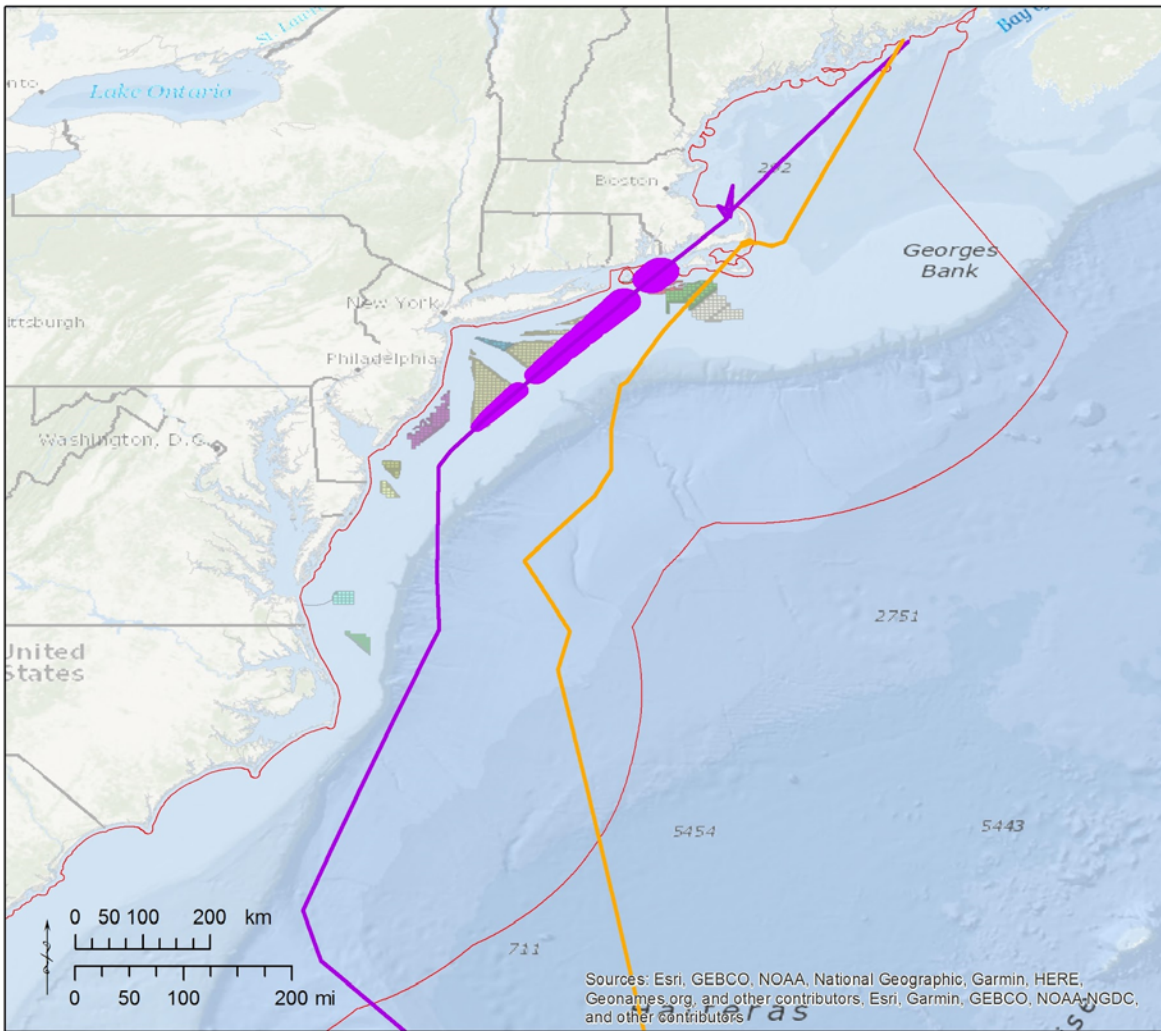 Bay of
Lake Ontario
Boston
Georges
Bank
New York
Philadelphia
Washington, D.C.
2751
United
States
5454
5443
0 50 100 200 km
711
0 50 100 200 mi
Sources: Esri, GEBCO, NOAA, National Geographic, Garmin, HERE,
Geonames.org, and other contributors, Esri, Garmin, GEBCO, NOAA NGDC,
and other contributors